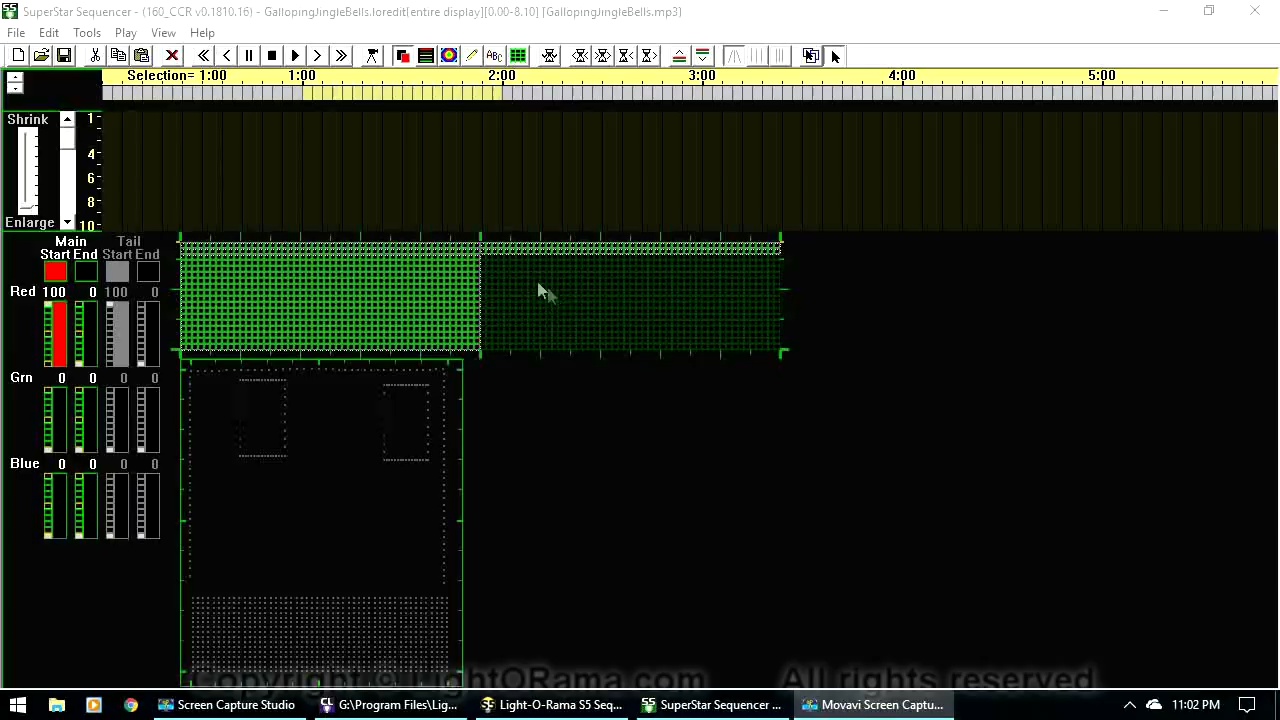 SuperStar Sequencer - (160_CCR v0.1810.16) - GallopingJingleBells.loredit[entire display][0.00-8.10] [GallopingJingleBells.mp3]
File Edit Tools Play View Help
Abc
Selection= 1:00 1:00 2:00 3:00 4:00 5:00
Shrink
1
4
6
8
10
Enlarge
Main Tail
Start End Start End
Red 100 0 100 0
Grn 0 0 0 0
Blue 0 0 0 0
All rights reserved
Screen Capture Studio G:\Program Files\Lig... Light-O-Rama S5 Seq... SuperStar Sequencer ... Movavi Screen Captu... 11:02 PM